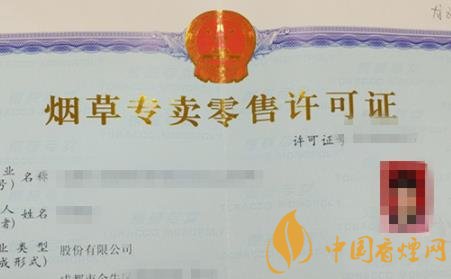 烟草专卖零售许可证
许可证号
业 名称
号)
人 姓名
者)
业 类型 股份有限公司
成形式)
成都市金牛区
中国香烟网